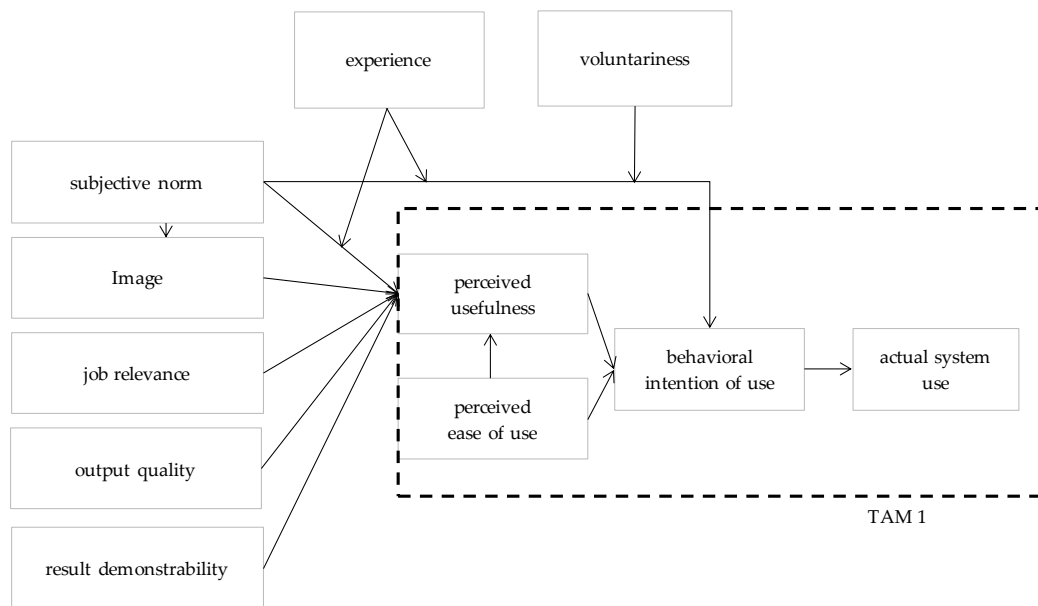 experience
voluntariness
subjective norm
Image
perceived
usefulness
job relevance
behavioral
intention of use
actual system
use
perceived
ease of use
output quality
TAM 1
result demonstrability